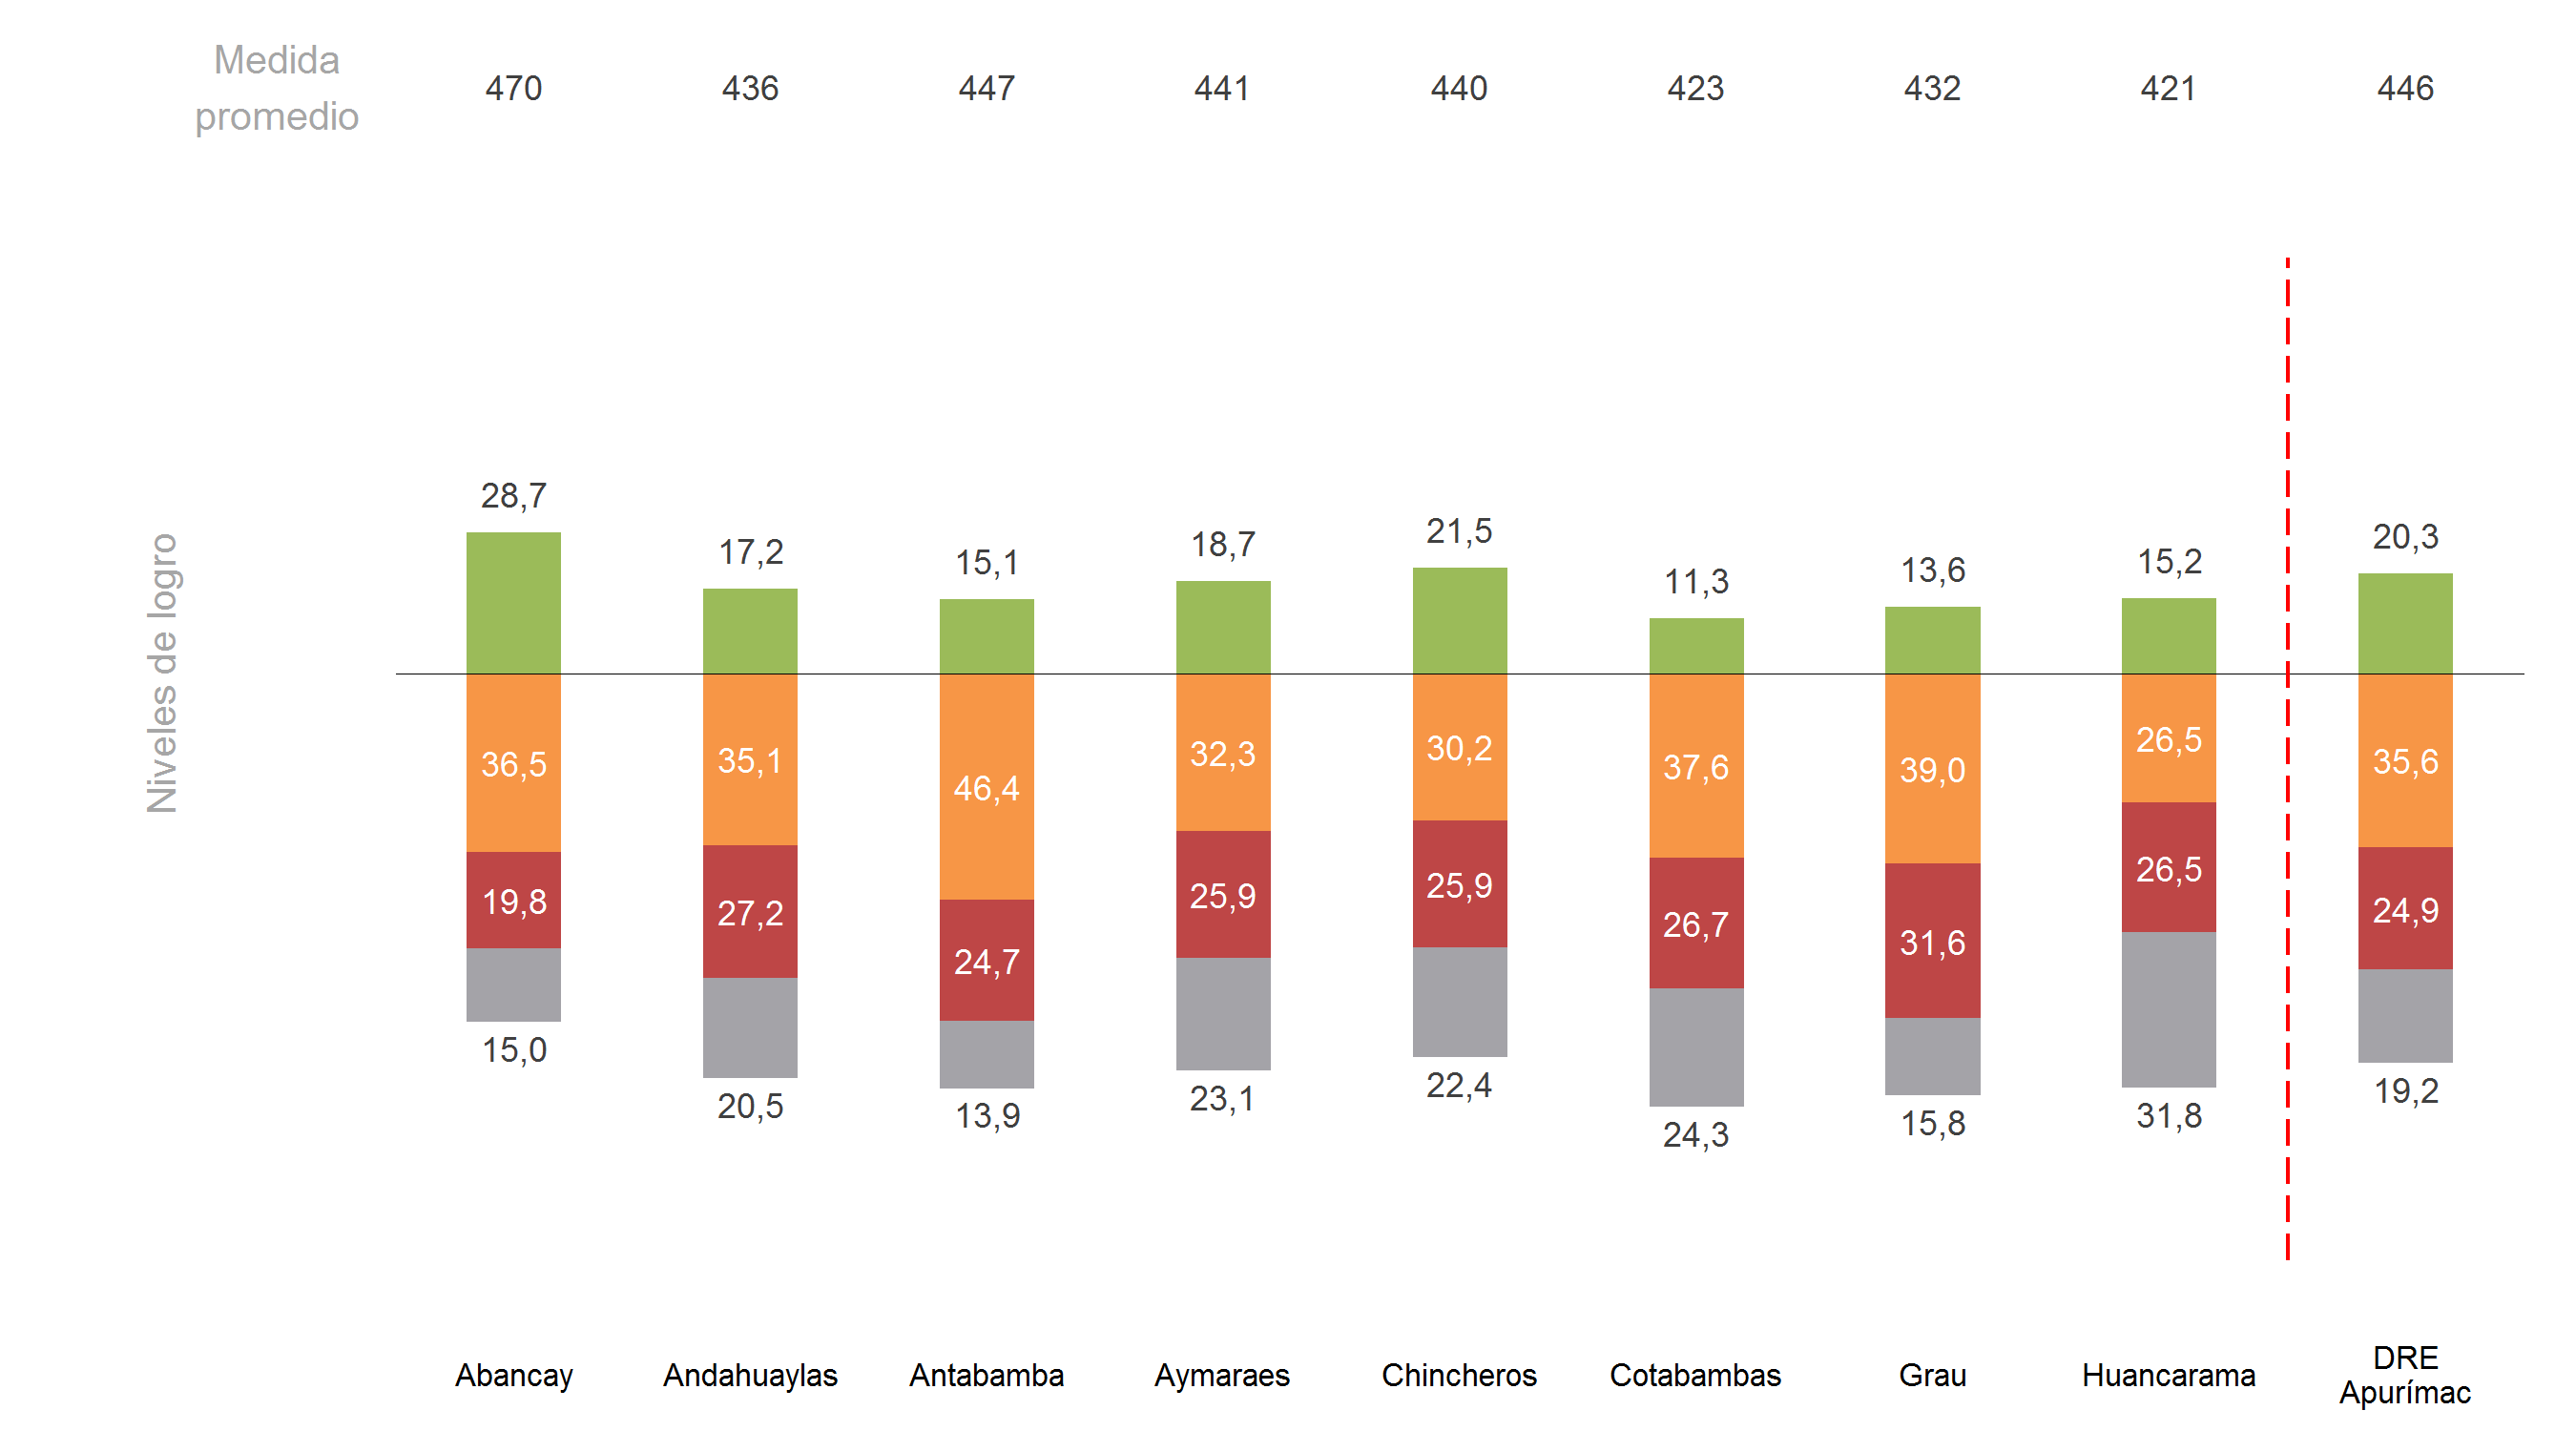 Medida
promedio
470 436 447 441 440 423 432 421 446
Niveles de logro
28,7 17,2 15,1 18,7 21,5 11,3 13,6 15,2 20,3
36,5 35,1 46,4 32,3 30,2 37,6 39,0 26,5 35,6
19,8 27,2 24,7 25,9 25,9 26,7 31,6 26,5 24,9
15,0 20,5 13,9 23,1 22,4 24,3 15,8 31,8 19,2
Abancay Andahuaylas Antabamba Aymaraes Chincheros Cotabambas Grau Huancarama DRE
Apurímac